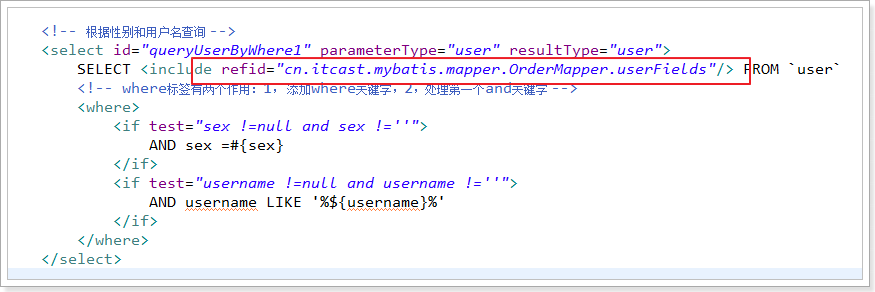 <!-- 根据性别和用户名查询 -->
<select id="queryUserByWhere1" parameterType="user" resultType="user">
SELECT <include refid="cn.itcast.mybatis.mapper.OrderMapper.userFields"/> FROM `user`
<!-- where标签有两个作用：1，添加where关键字，2，处理第一个and关键字 -->
<where>
<if test="sex !=null and sex !=''">
AND sex =#{sex}
</if>
<if test="username !=null and username !=''">
AND username LIKE '%${username}%'
</if>
</where>
</select>